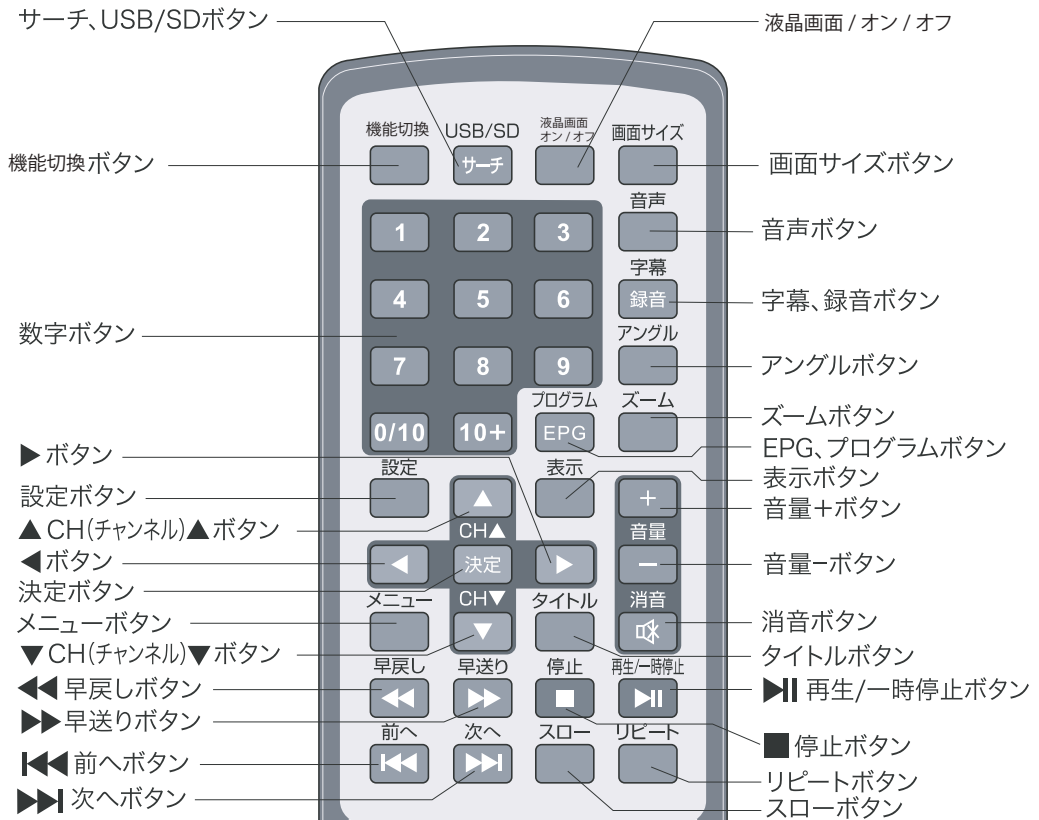 サーチ、USB/SDボタン
液晶画面 / オン / オフ
機能切換
USB/SD
液晶画面
オン / オフ
画面サイズ
サーチ
機能切換ボタン
画面サイズボタン
音声
1
2
3
音声ボタン
字幕
4
5
6
録音
字幕、録音ボタン
数字ボタン
アングル
7
8
9
アングルボタン
プログラム
ズーム
ズームボタン
0/10
10+
EPG
EPG、プログラムボタン
▶ ボタン
設定
表示
表示ボタン
設定ボタン
▲
+
音量+ボタン
▲CH(チャンネル)▲ボタン
CH▲
音量
◀ボタン
◀
決定
▶
−
音量−ボタン
決定ボタン
メニュー
CH▼
タイトル
消音
メニューボタン
▼
消音ボタン
▼CH(チャンネル)▼ボタン
タイトルボタン
早戻し
早送り
停止
再生/一時停止
◀◀ 早戻しボタン
◀◀
▶▶
■
▶II
▶II 再生/一時停止ボタン
▶▶早送りボタン
前へ
次へ
スロー
リピート
■停止ボタン
I◀◀ 前へボタン
I◀◀
▶▶I
リピートボタン
▶▶I 次へボタン
スローボタン